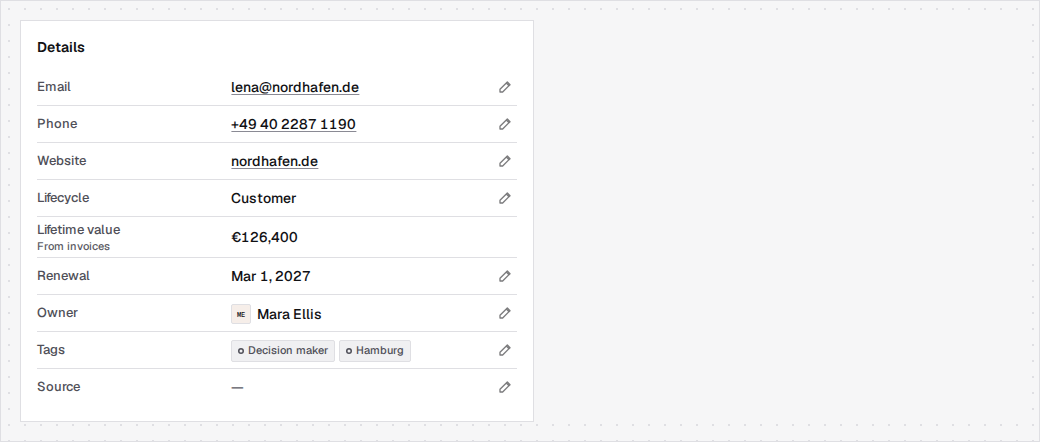 Details
Email lena@nordhafen.de
Phone +49 40 2287 1190
Website nordhafen.de
Lifecycle Customer
Lifetime value €126,400
From invoices
Renewal Mar 1, 2027
Owner ME Mara Ellis
Tags Decision maker Hamburg
Source —